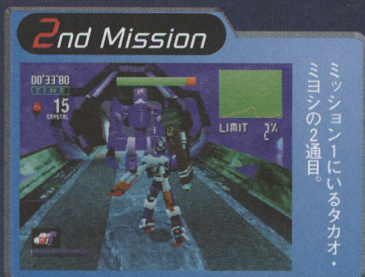 2nd Mission
00'33'80
TIME
15
CRYSTAL
LIMIT 2%
ミッション1にいるタカオ・
ミヨシの2通目。